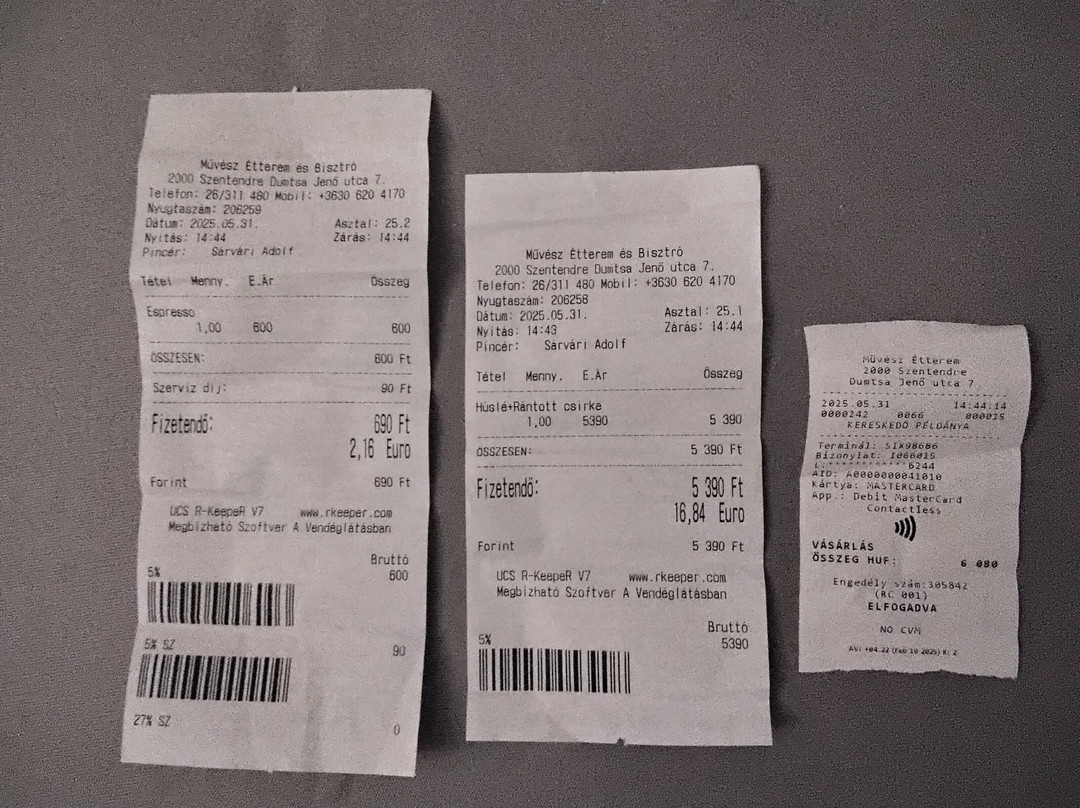 Művész Étterem és Bisztró
2000 Szentendre Dumtsa Jenő utca 7.
Telefon: 26/311 480 Mobil: +3630 620 4170
Nyugtaszám: 206259
Dátum: 2025.05.31. Asztal: 25.2
Nyitás: 14:44 Zárás: 14:44
Pincér: Sárvári Adolf
Tétel Menny. E.Ár Összeg
Espresso
1,00 600 600
ÖSSZESEN: 600 Ft
Szerviz díj: 90 Ft
Fizetendő: 690 Ft
2,16 Euro
Forint 690 Ft
UCS R-KeepeR V7 www.rkeeper.com
Megbízható Szoftver A Vendéglátásban
Bruttó
5% 600
5% SZ 90
27% SZ 0
Művész Étterem és Bisztró
2000 Szentendre Dumtsa Jenő utca 7.
Telefon: 26/311 480 Mobil: +3630 620 4170
Nyugtaszám: 206258
Dátum: 2025.05.31. Asztal: 25.1
Nyitás: 14:43 Zárás: 14:44
Pincér: Sárvári Adolf
Tétel Menny. E.Ár Összeg
Húslé+Rántott csirke
1,00 5390 5 390
ÖSSZESEN: 5 390 Ft
Fizetendő: 5 390 Ft
16,84 Euro
Forint 5 390 Ft
UCS R-KeepeR V7 www.rkeeper.com
Megbízható Szoftver A Vendéglátásban
Bruttó
5% 5390
Művész Étterem
2000 Szentendre
Dumtsa Jenő utca 7
2025.05.31 14:44:14
0000242 0066 000015
KERESKEDŐ PÉLDÁNYA
Terminál: SIK98686
Bizonylat: I066015
L:************6244
AID: A0000000041010
Kártya: MASTERCARD
App.: Debit MasterCard
Contactless
VÁSÁRLÁS
ÖSSZEG HUF: 6 080
Engedély szám:305842
(RC 001)
ELFOGADVA
NO CVM